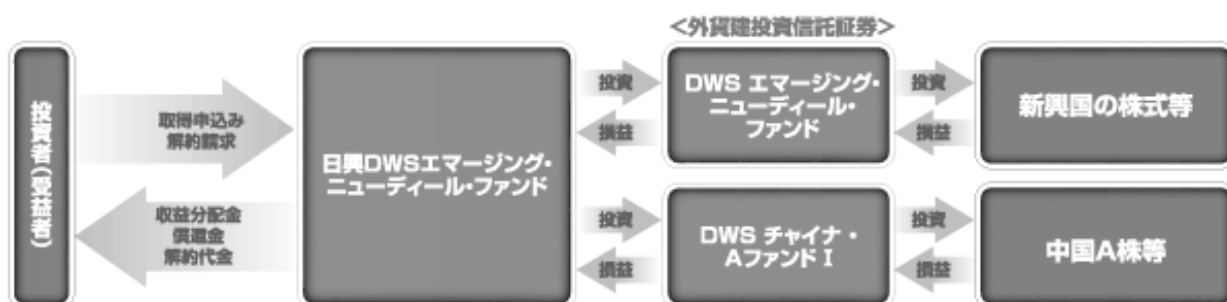 <外貨建投資信託証券>
投資者(受益者)
取得申込み
解約請求
収益分配金
償還金
解約代金
日興DWSエマージング・
ニューディール・ファンド
投資
損益
DWS エマージング・
ニューディール・
ファンド
投資
損益
新興国の株式等
投資
損益
DWS チャイナ・
AファンドⅠ
投資
損益
中国A株等